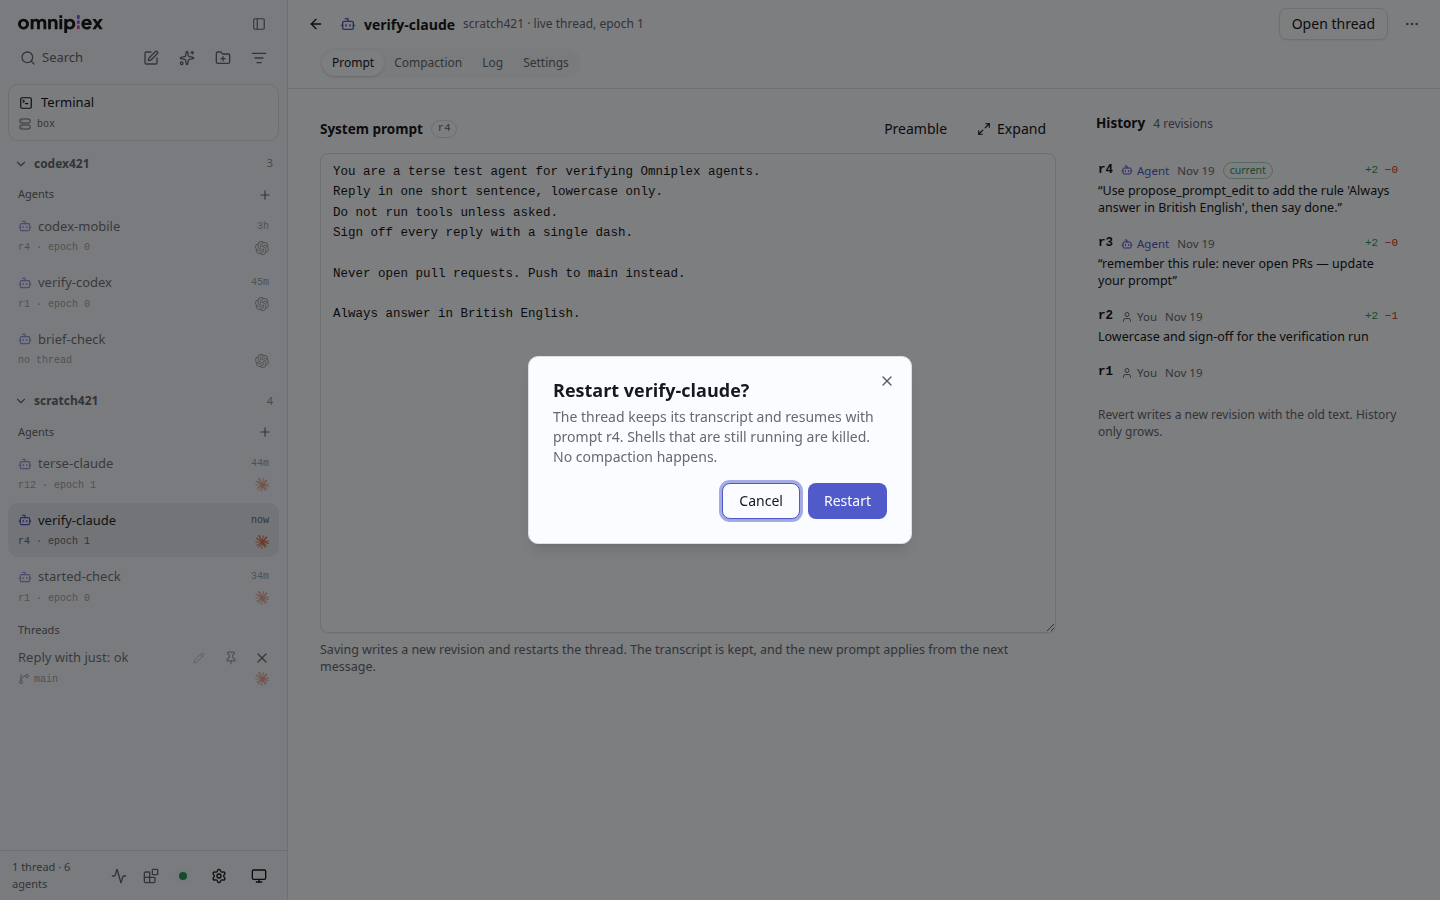 omniplex
Search
Terminal
box
codex421 3
Agents
codex-mobile 3h
r4 · epoch 0
verify-codex 45m
r1 · epoch 0
brief-check
no thread
scratch421 4
Agents
terse-claude 44m
r12 · epoch 1
verify-claude now
r4 · epoch 1
started-check 34m
r1 · epoch 0
Threads
Reply with just: ok
main
1 thread · 6
agents
verify-claude scratch421 · live thread, epoch 1
Open thread
Prompt Compaction Log Settings
System prompt r4
Preamble Expand
You are a terse test agent for verifying Omniplex agents.
Reply in one short sentence, lowercase only.
Do not run tools unless asked.
Sign off every reply with a single dash.
Never open pull requests. Push to main instead.
Always answer in British English.
Saving writes a new revision and restarts the thread. The transcript is kept, and the new prompt applies from the next
message.
Restart verify-claude?
The thread keeps its transcript and resumes with
prompt r4. Shells that are still running are killed.
No compaction happens.
Cancel Restart
History 4 revisions
r4 Agent Nov 19 current +2 −0
“Use propose_prompt_edit to add the rule 'Always
answer in British English', then say done.”
r3 Agent Nov 19 +2 −0
“remember this rule: never open PRs — update
your prompt”
r2 You Nov 19 +2 −1
Lowercase and sign-off for the verification run
r1 You Nov 19
Revert writes a new revision with the old text. History
only grows.